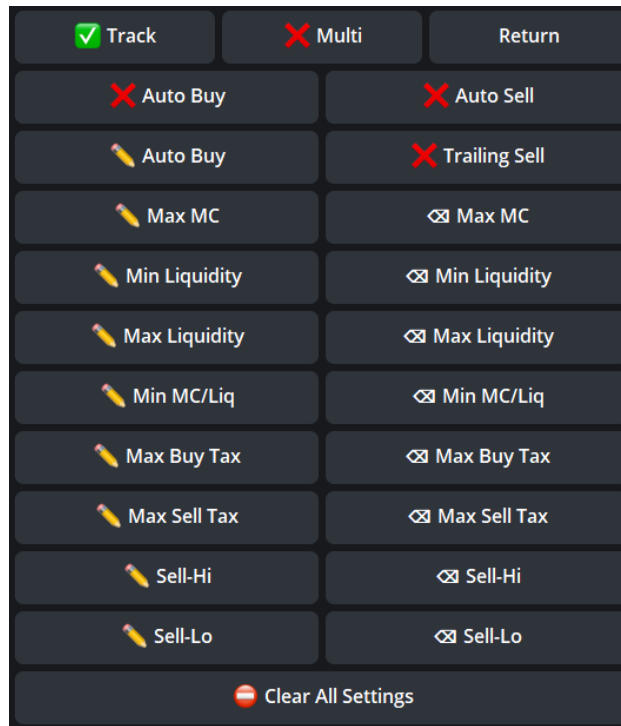 ✅ Track ❌ Multi Return
❌ Auto Buy ❌ Auto Sell
✏️ Auto Buy ❌ Trailing Sell
✏️ Max MC ⌫ Max MC
✏️ Min Liquidity ⌫ Min Liquidity
✏️ Max Liquidity ⌫ Max Liquidity
✏️ Min MC/Liq ⌫ Min MC/Liq
✏️ Max Buy Tax ⌫ Max Buy Tax
✏️ Max Sell Tax ⌫ Max Sell Tax
✏️ Sell-Hi ⌫ Sell-Hi
✏️ Sell-Lo ⌫ Sell-Lo
⛔ Clear All Settings